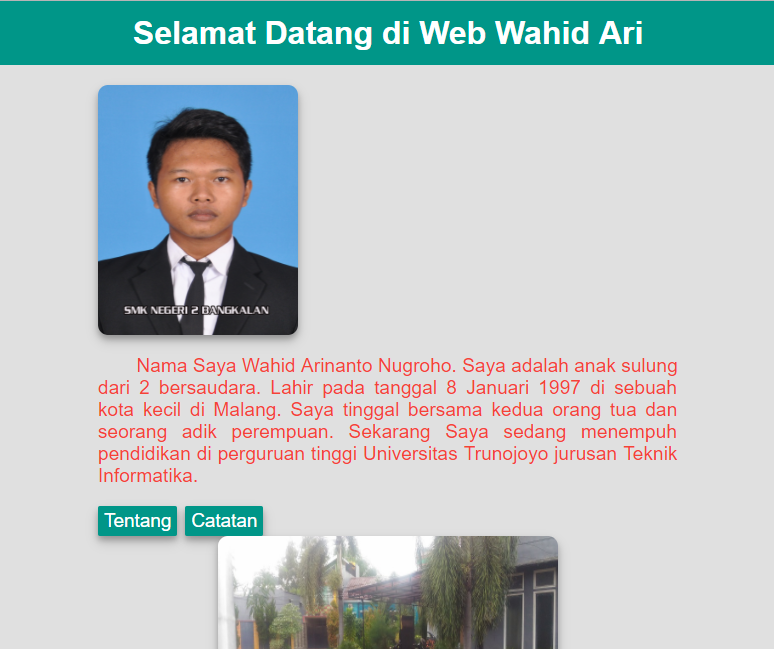 Selamat Datang di Web Wahid Ari
SMK NEGERI 2 BANGKALAN
Nama Saya Wahid Arinanto Nugroho. Saya adalah anak sulung
dari 2 bersaudara. Lahir pada tanggal 8 Januari 1997 di sebuah
kota kecil di Malang. Saya tinggal bersama kedua orang tua dan
seorang adik perempuan. Sekarang Saya sedang menempuh
pendidikan di perguruan tinggi Universitas Trunojoyo jurusan Teknik
Informatika.
Tentang Catatan